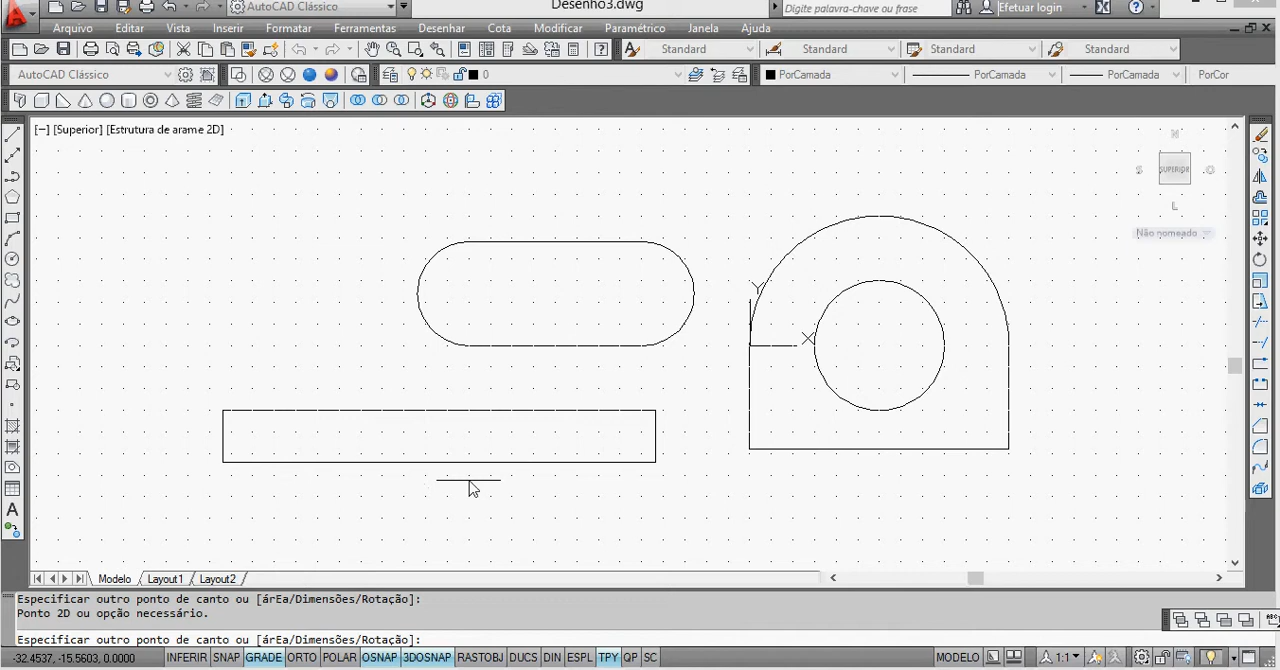 AutoCAD Clássico
Desenho3.dwg
Digite palavra-chave ou frase
Efetuar login
Arquivo Editar Vista Inserir Formatar Ferramentas Desenhar Cota Modificar Paramétrico Janela Ajuda
Standard Standard Standard Standard
AutoCAD Clássico 0 PorCamada PorCamada PorCamada PorCor
[−] [Superior] [Estrutura de arame 2D]
N
S SUPERIOR O
L
Não nomeado
Y
X
A
Modelo Layout1 Layout2
Especificar outro ponto de canto ou [árEa/Dimensões/Rotação]:
Ponto 2D ou opção necessário.
Especificar outro ponto de canto ou [árEa/Dimensões/Rotação]:
-32.4537, -15.5603, 0.0000 INFERIR SNAP GRADE ORTO POLAR OSNAP 3DOSNAP RASTOBJ DUCS DIN ESPL TPY QP SC MODELO 1:1